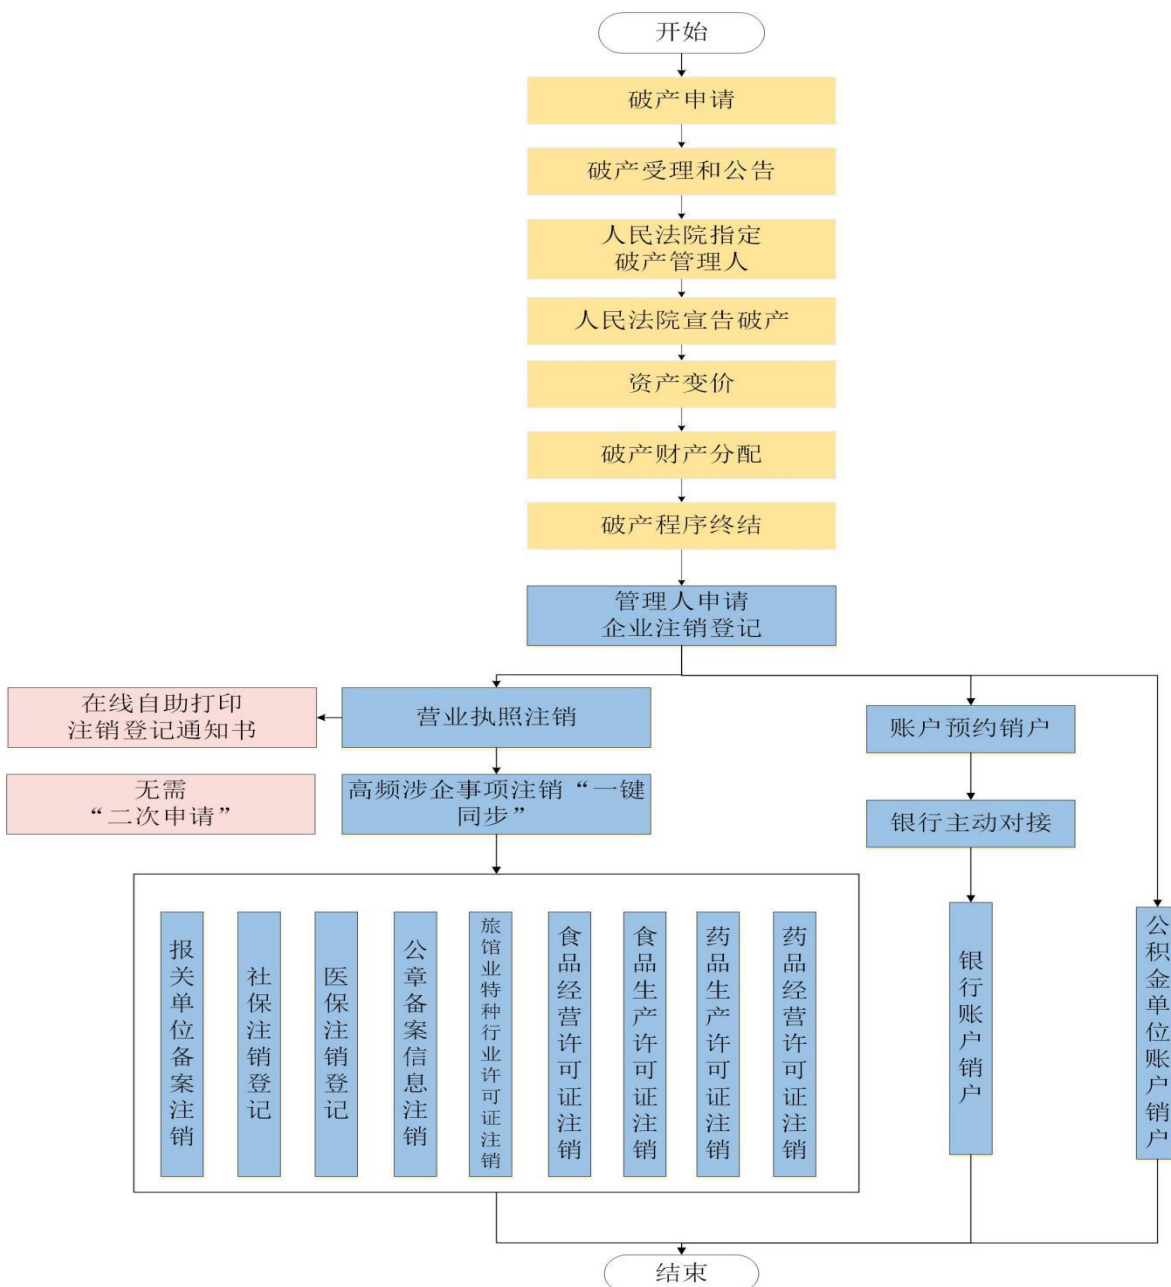 开始
破产申请
破产受理和公告
人民法院指定
破产管理人
人民法院宣告破产
资产变价
破产财产分配
破产程序终结
管理人申请
企业注销登记
在线自助打印
注销登记通知书
营业执照注销
账户预约销户
无需
“二次申请”
高频涉企事项注销“一键
同步”
银行主动对接
报关单位备案注销
社保注销登记
医保注销登记
公章备案信息注销
旅馆业特种行业许可证注销
食品经营许可证注销
食品生产许可证注销
药品生产许可证注销
药品经营许可证注销
银行账户销户
公积金单位账户销户
结束